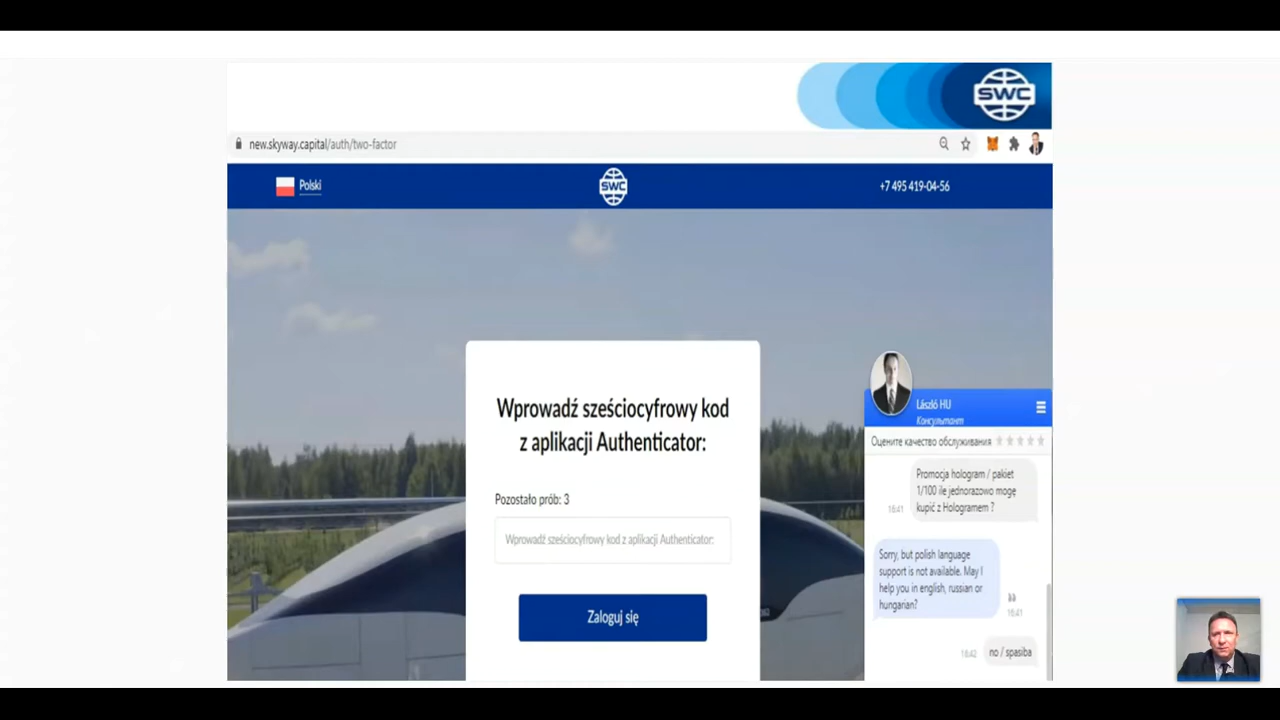 SWC
new.skyway.capital/auth/two-factor
Polski
SWC
+7 495 419-04-56
Wprowadź sześciocyfrowy kod
z aplikacji Authenticator:
Pozostało prób: 3
Wprowadź sześciocyfrowy kod z aplikacji Authenticator:
Zaloguj się
László HU
Консультант
Оцените качество обслуживания
Promocja hologram / pakiet
1/100 ile jednorazowo mogę
kupić z Hologramem ?
16:41
Sorry, but polish language
support is not available. May I
help you in english, russian or
hungarian?
16:41
no / spasiba
16:42